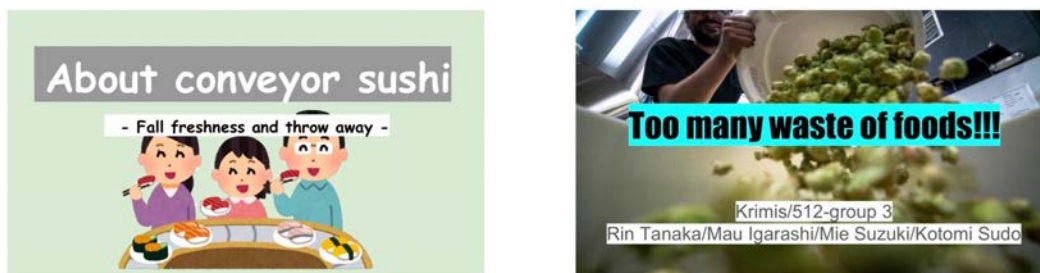 About conveyor sushi
- Fall freshness and throw away -
Too many waste of foods!!!
Krimis/512-group 3
Rin Tanaka/Mau Igarashi/Mie Suzuki/Kotomi Sudo